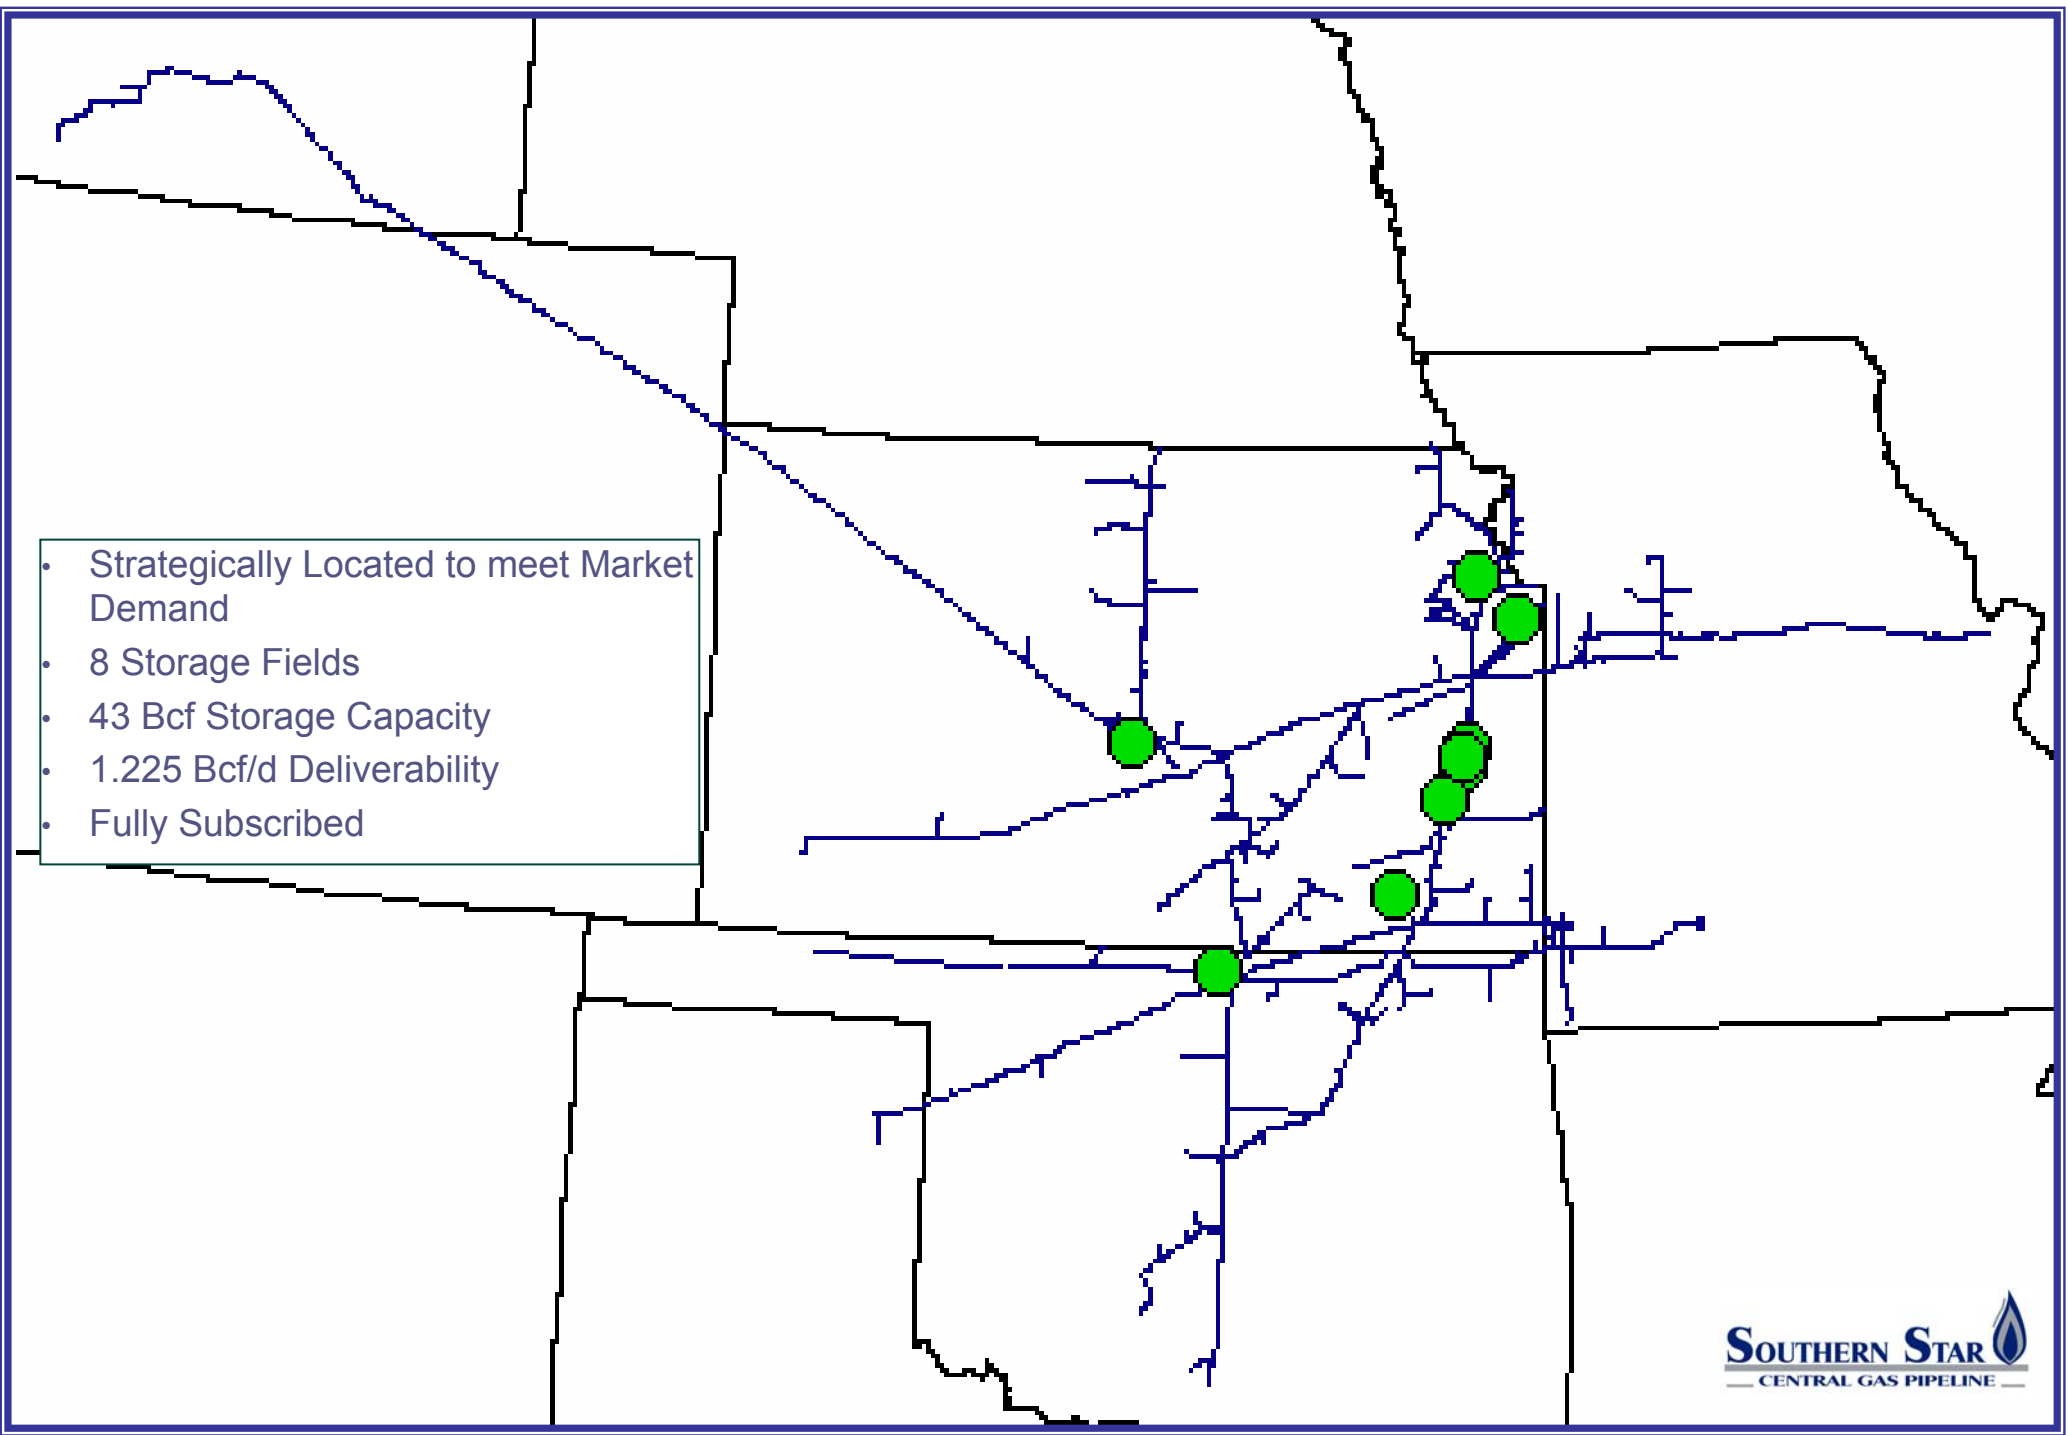 • Strategically Located to meet Market
Demand
• 8 Storage Fields
• 43 Bcf Storage Capacity
• 1.225 Bcf/d Deliverability
• Fully Subscribed
SOUTHERN STAR
CENTRAL GAS PIPELINE